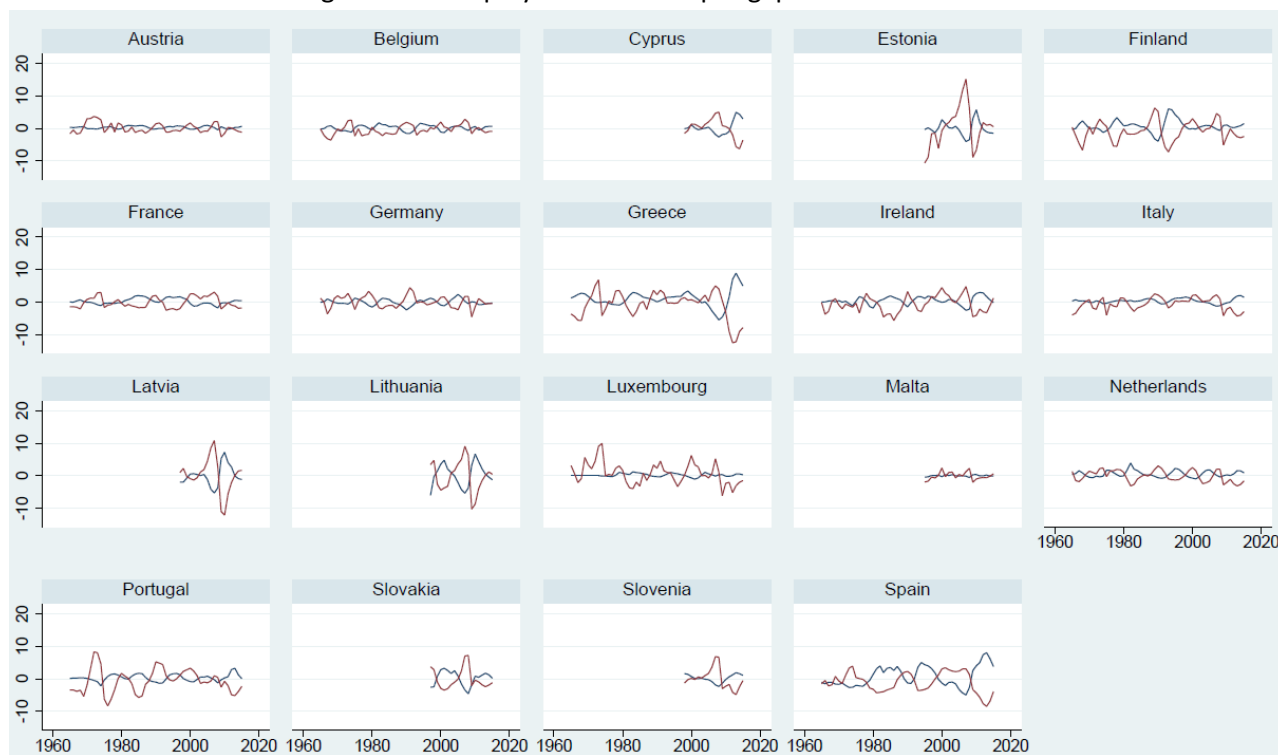 Austria Belgium Cyprus Estonia Finland
20
10
0
-10
France Germany Greece Ireland Italy
20
10
0
-10
Latvia Lithuania Luxembourg Malta Netherlands
20
10
0
-10
1960 1980 2000 2020
Portugal Slovakia Slovenia Spain
20
10
0
-10
1960 1980 2000 2020 1960 1980 2000 2020 1960 1980 2000 2020 1960 1980 2000 2020